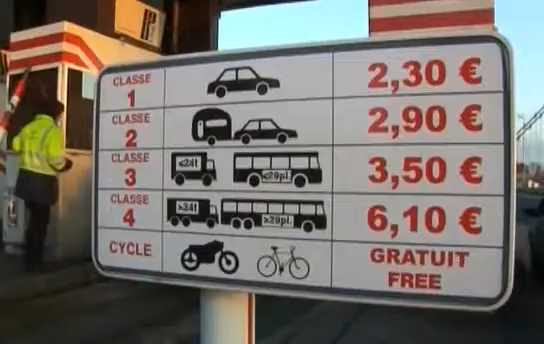 CLASSE 1 2,30 €
CLASSE 2 2,90 €
CLASSE 3 ≤24t ≤29pl. 3,50 €
CLASSE 4 >24t >29pl. 6,10 €
CYCLE GRATUIT
FREE